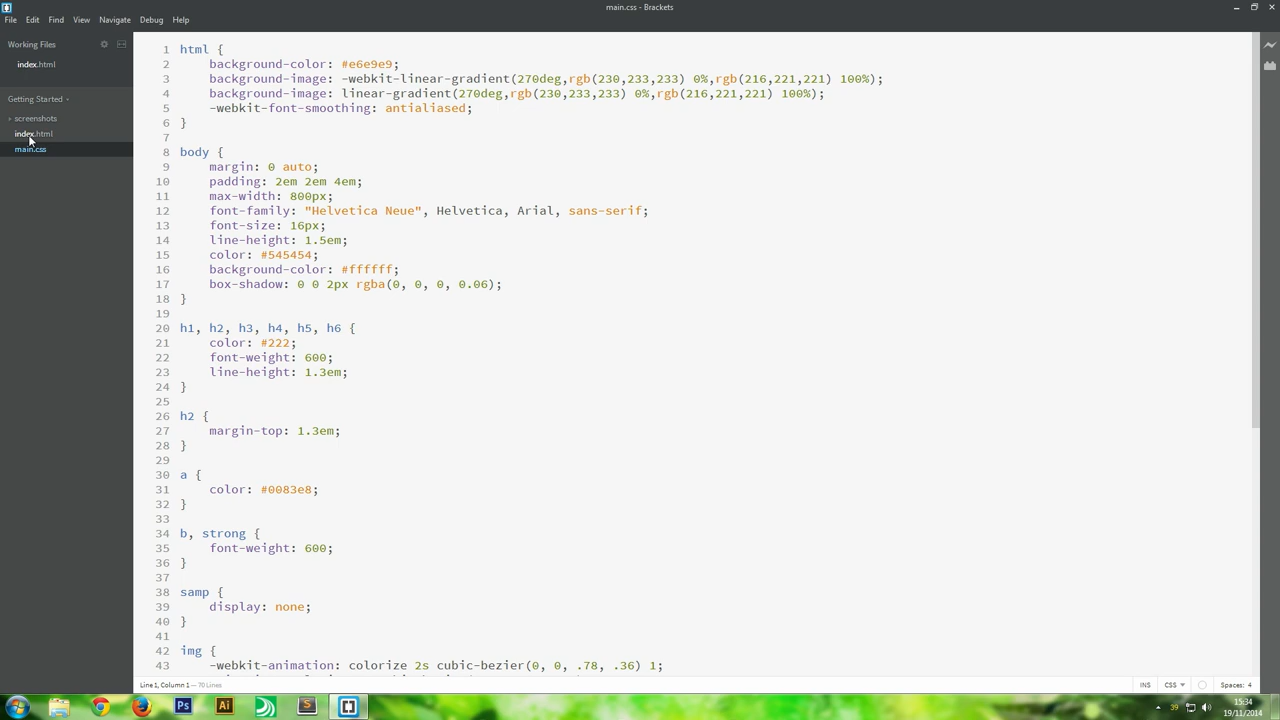 main.css - Brackets
File Edit Find View Navigate Debug Help
Working Files
index.html
Getting Started
screenshots
index.html
main.css
1 html {
2 background-color: #e6e9e9;
3 background-image: -webkit-linear-gradient(270deg,rgb(230,233,233) 0%,rgb(216,221,221) 100%);
4 background-image: linear-gradient(270deg,rgb(230,233,233) 0%,rgb(216,221,221) 100%);
5 -webkit-font-smoothing: antialiased;
6 }
7
8 body {
9 margin: 0 auto;
10 padding: 2em 2em 4em;
11 max-width: 800px;
12 font-family: "Helvetica Neue", Helvetica, Arial, sans-serif;
13 font-size: 16px;
14 line-height: 1.5em;
15 color: #545454;
16 background-color: #ffffff;
17 box-shadow: 0 0 2px rgba(0, 0, 0, 0.06);
18 }
19
20 h1, h2, h3, h4, h5, h6 {
21 color: #222;
22 font-weight: 600;
23 line-height: 1.3em;
24 }
25
26 h2 {
27 margin-top: 1.3em;
28 }
29
30 a {
31 color: #0083e8;
32 }
33
34 b, strong {
35 font-weight: 600;
36 }
37
38 samp {
39 display: none;
40 }
41
42 img {
43 -webkit-animation: colorize 2s cubic-bezier(0, 0, .78, .36) 1;
Line 1, Column 1 — 70 Lines
INS CSS Spaces: 4
Ps Ai S
39
15:34
19/11/2014